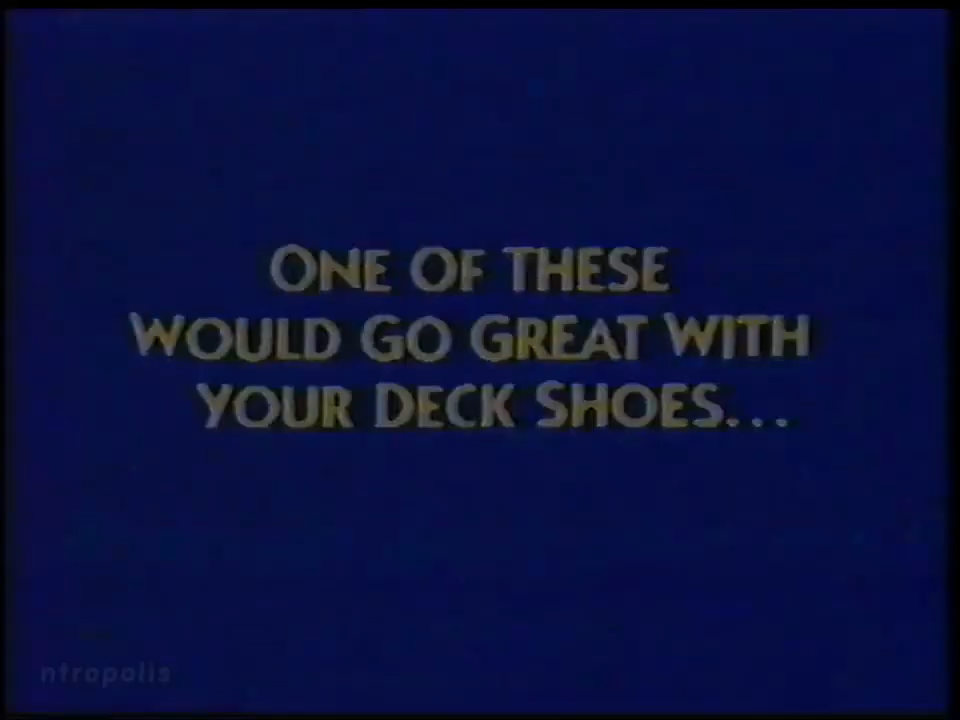 ONE OF THESE
WOULD GO GREAT WITH
YOUR DECK SHOES...
ntropolis